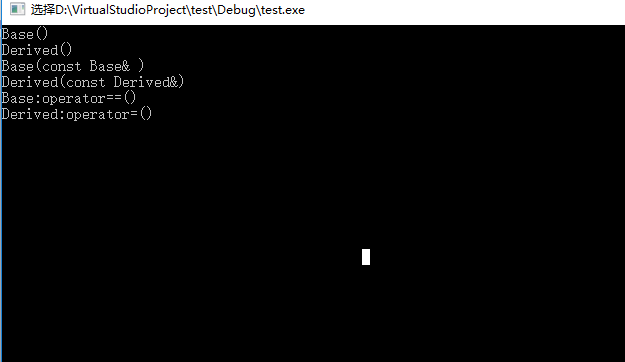 选择D:\VirtualStudioProject\test\Debug\test.exe
Base()
Derived()
Base(const Base& )
Derived(const Derived&)
Base:operator==()
Derived:operator=()